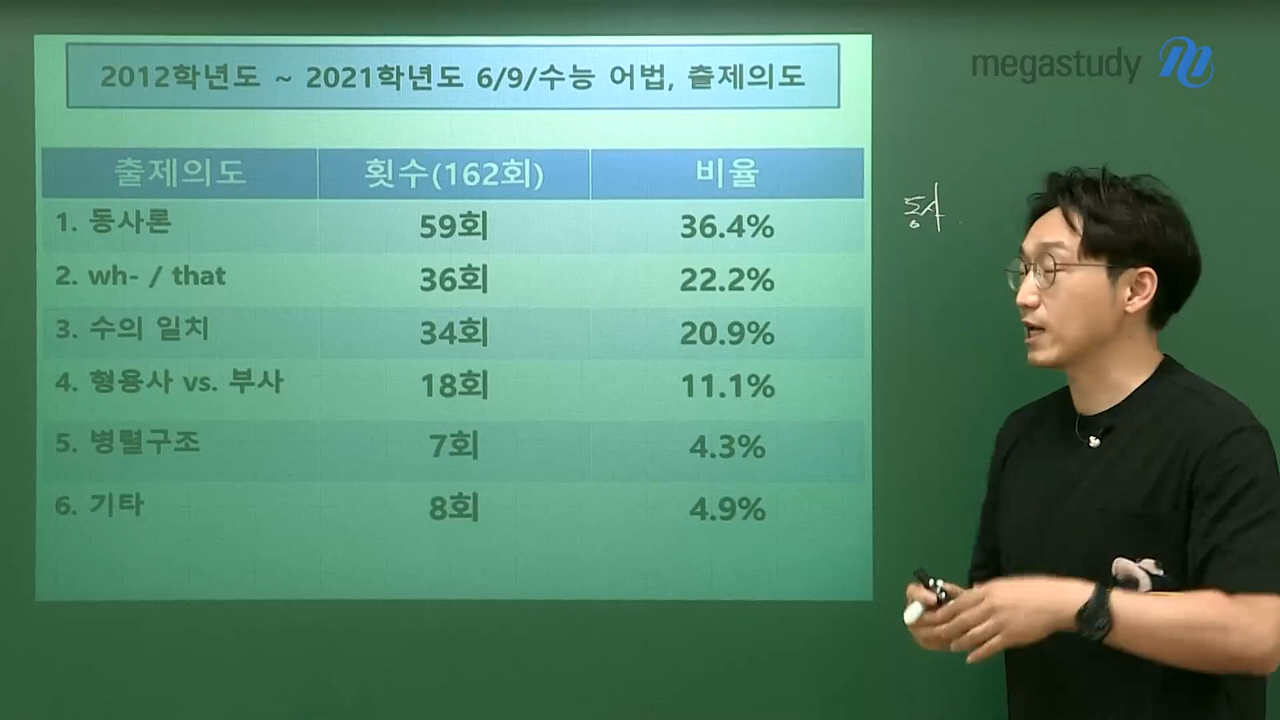 megastudy
2012학년도 ~ 2021학년도 6/9/수능 어법, 출제의도
출제의도 횟수(162회) 비율
1. 동사론 59회 36.4%
2. wh- / that 36회 22.2%
3. 수의 일치 34회 20.9%
4. 형용사 vs. 부사 18회 11.1%
5. 병렬구조 7회 4.3%
6. 기타 8회 4.9%
동사